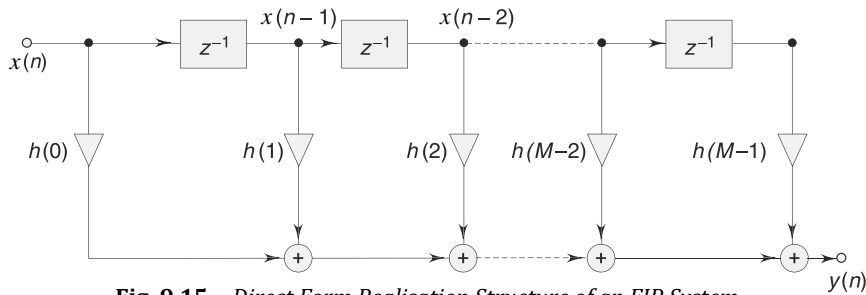 x(n−1) x(n−2)
x(n) z⁻¹ z⁻¹ z⁻¹
h(0) h(1) h(2) h(M−2) h(M−1)
+ + + +
y(n)
Fig. 9.15 Direct Form Realisation Structure of an FIR System